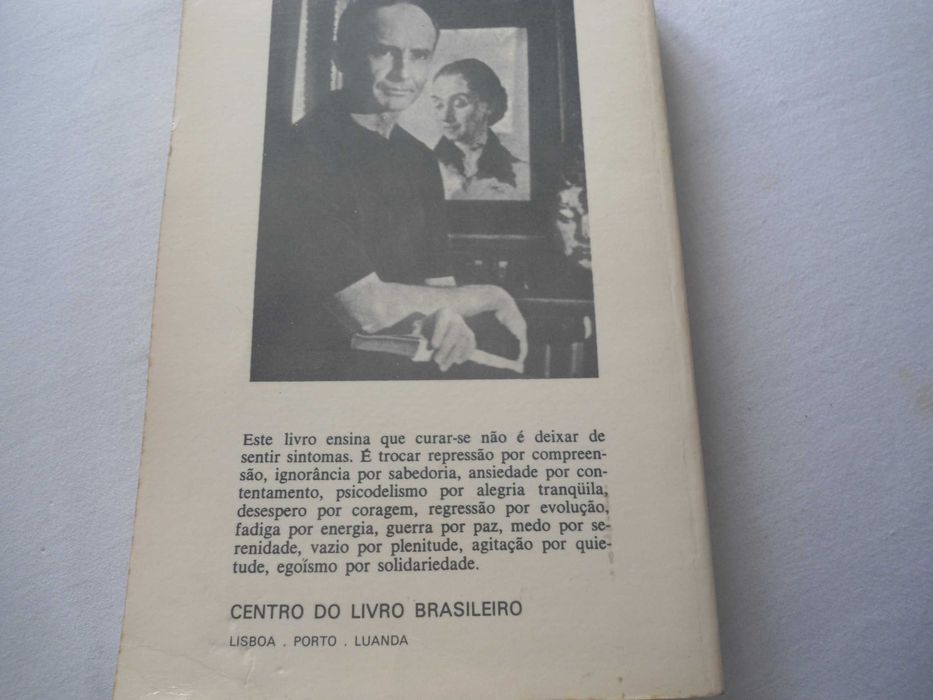 Este livro ensina que curar-se não é deixar de
sentir sintomas. É trocar repressão por compreen-
são, ignorância por sabedoria, ansiedade por con-
tentamento, psicodelismo por alegria tranqüila,
desespero por coragem, regressão por evolução,
fadiga por energia, guerra por paz, medo por se-
renidade, vazio por plenitude, agitação por quie-
tude, egoísmo por solidariedade.
CENTRO DO LIVRO BRASILEIRO
LISBOA . PORTO . LUANDA